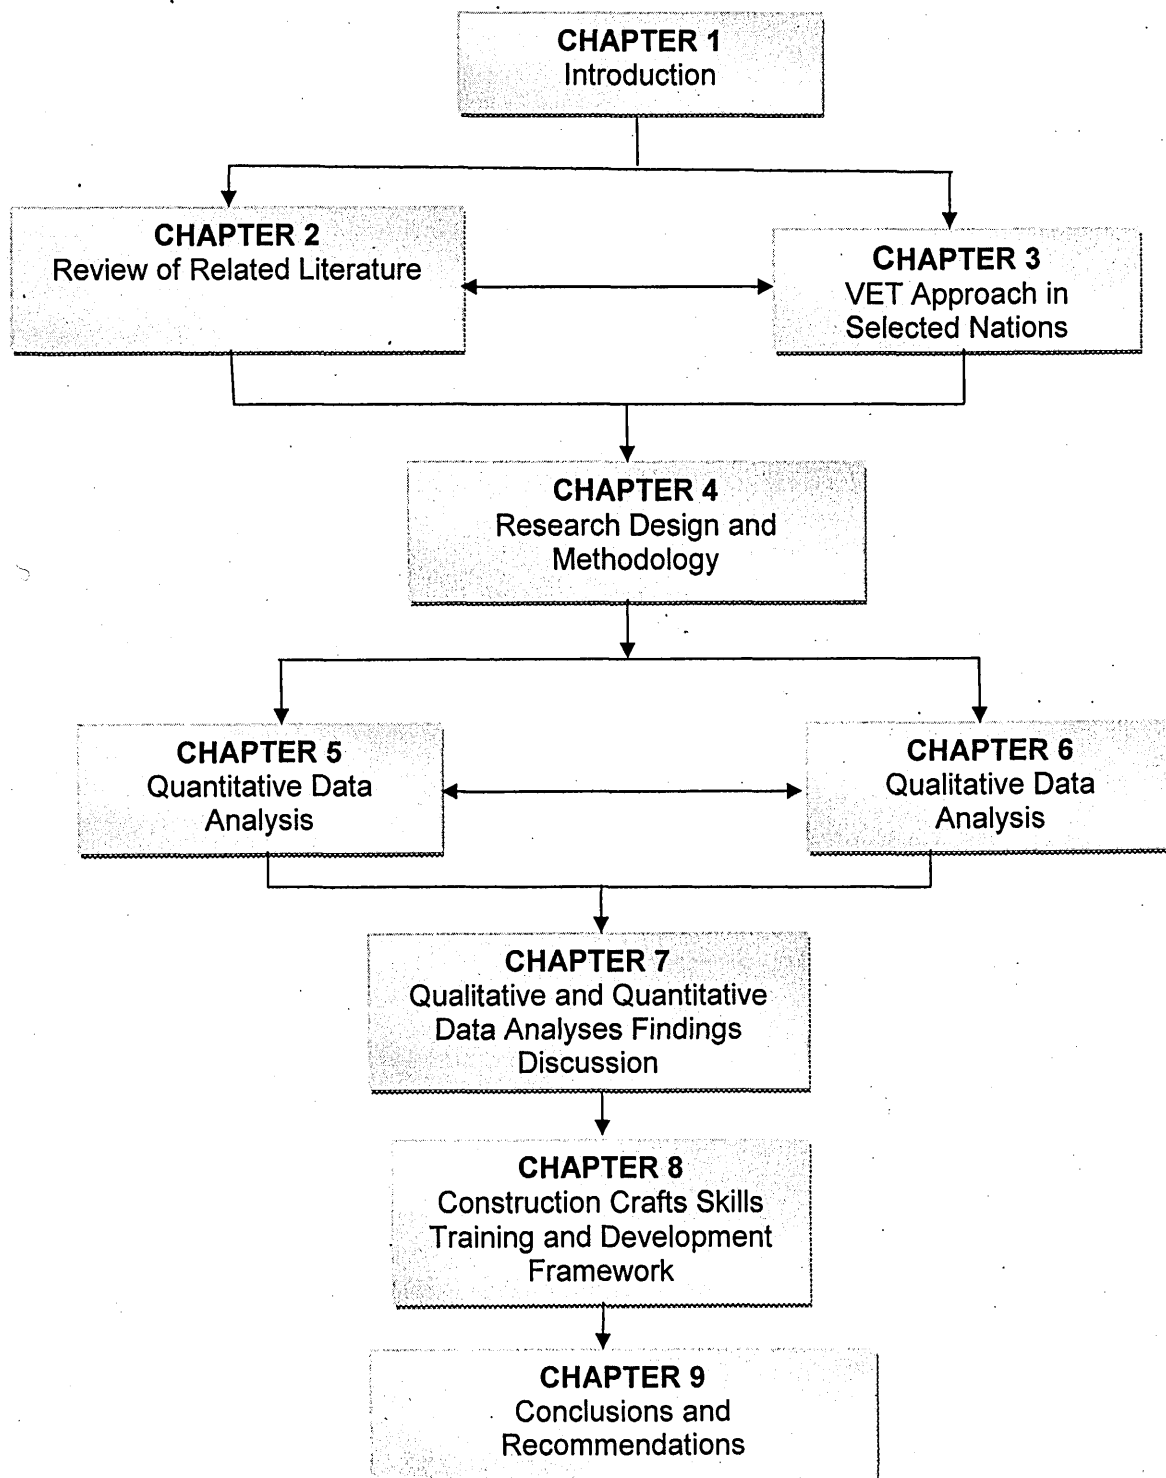 CHAPTER 1
Introduction
CHAPTER 2
Review of Related Literature
CHAPTER 3
VET Approach in
Selected Nations
CHAPTER 4
Research Design and
Methodology
CHAPTER 5
Quantitative Data
Analysis
CHAPTER 6
Qualitative Data
Analysis
CHAPTER 7
Qualitative and Quantitative
Data Analyses Findings
Discussion
CHAPTER 8
Construction Crafts Skills
Training and Development
Framework
CHAPTER 9
Conclusions and
Recommendations